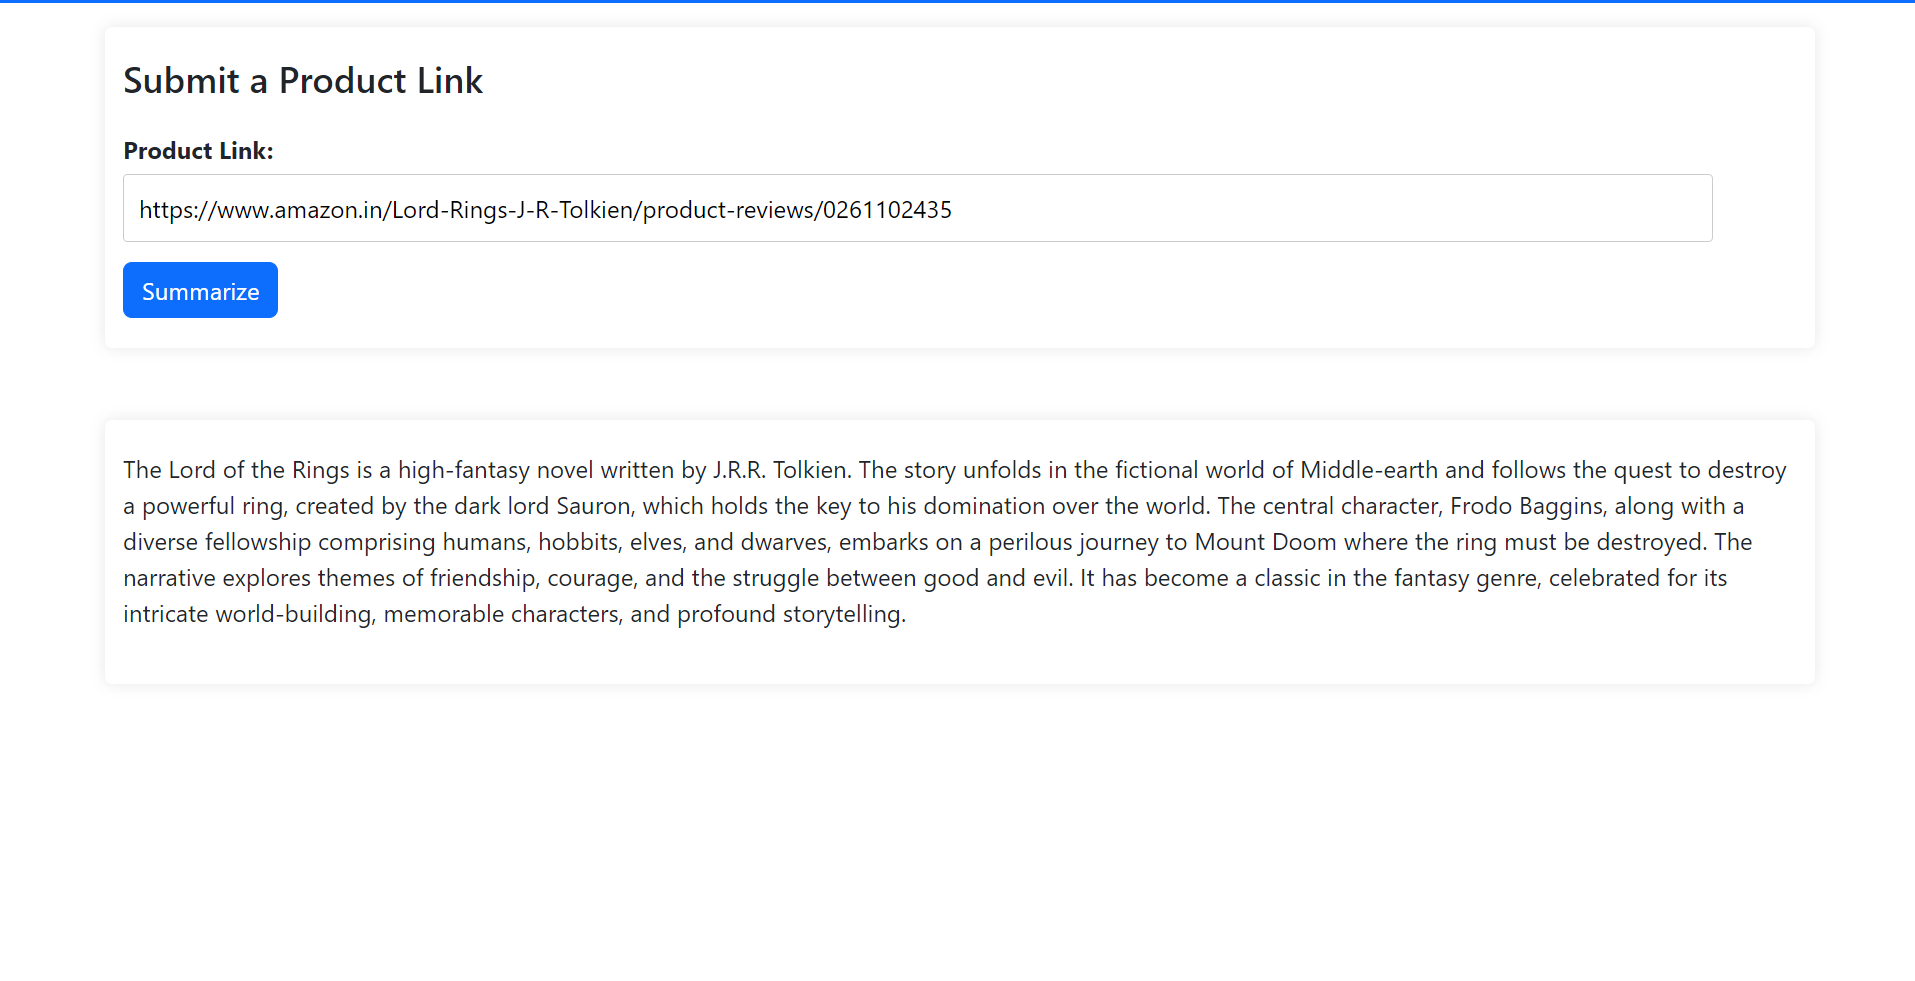 Submit a Product Link
Product Link:
https://www.amazon.in/Lord-Rings-J-R-Tolkien/product-reviews/0261102435
Summarize
The Lord of the Rings is a high-fantasy novel written by J.R.R. Tolkien. The story unfolds in the fictional world of Middle-earth and follows the quest to destroy
a powerful ring, created by the dark lord Sauron, which holds the key to his domination over the world. The central character, Frodo Baggins, along with a
diverse fellowship comprising humans, hobbits, elves, and dwarves, embarks on a perilous journey to Mount Doom where the ring must be destroyed. The
narrative explores themes of friendship, courage, and the struggle between good and evil. It has become a classic in the fantasy genre, celebrated for its
intricate world-building, memorable characters, and profound storytelling.